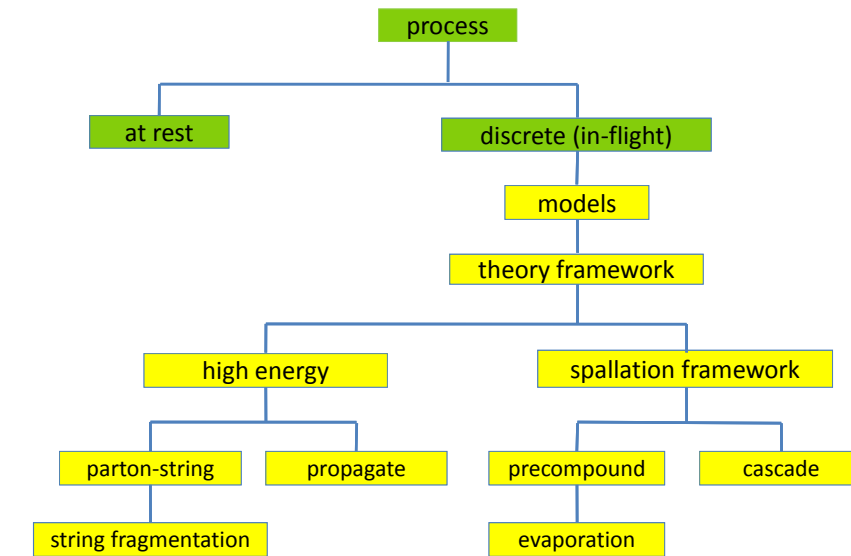 process
at rest
discrete (in-flight)
models
theory framework
high energy
spallation framework
parton-string
propagate
precompound
cascade
string fragmentation
evaporation